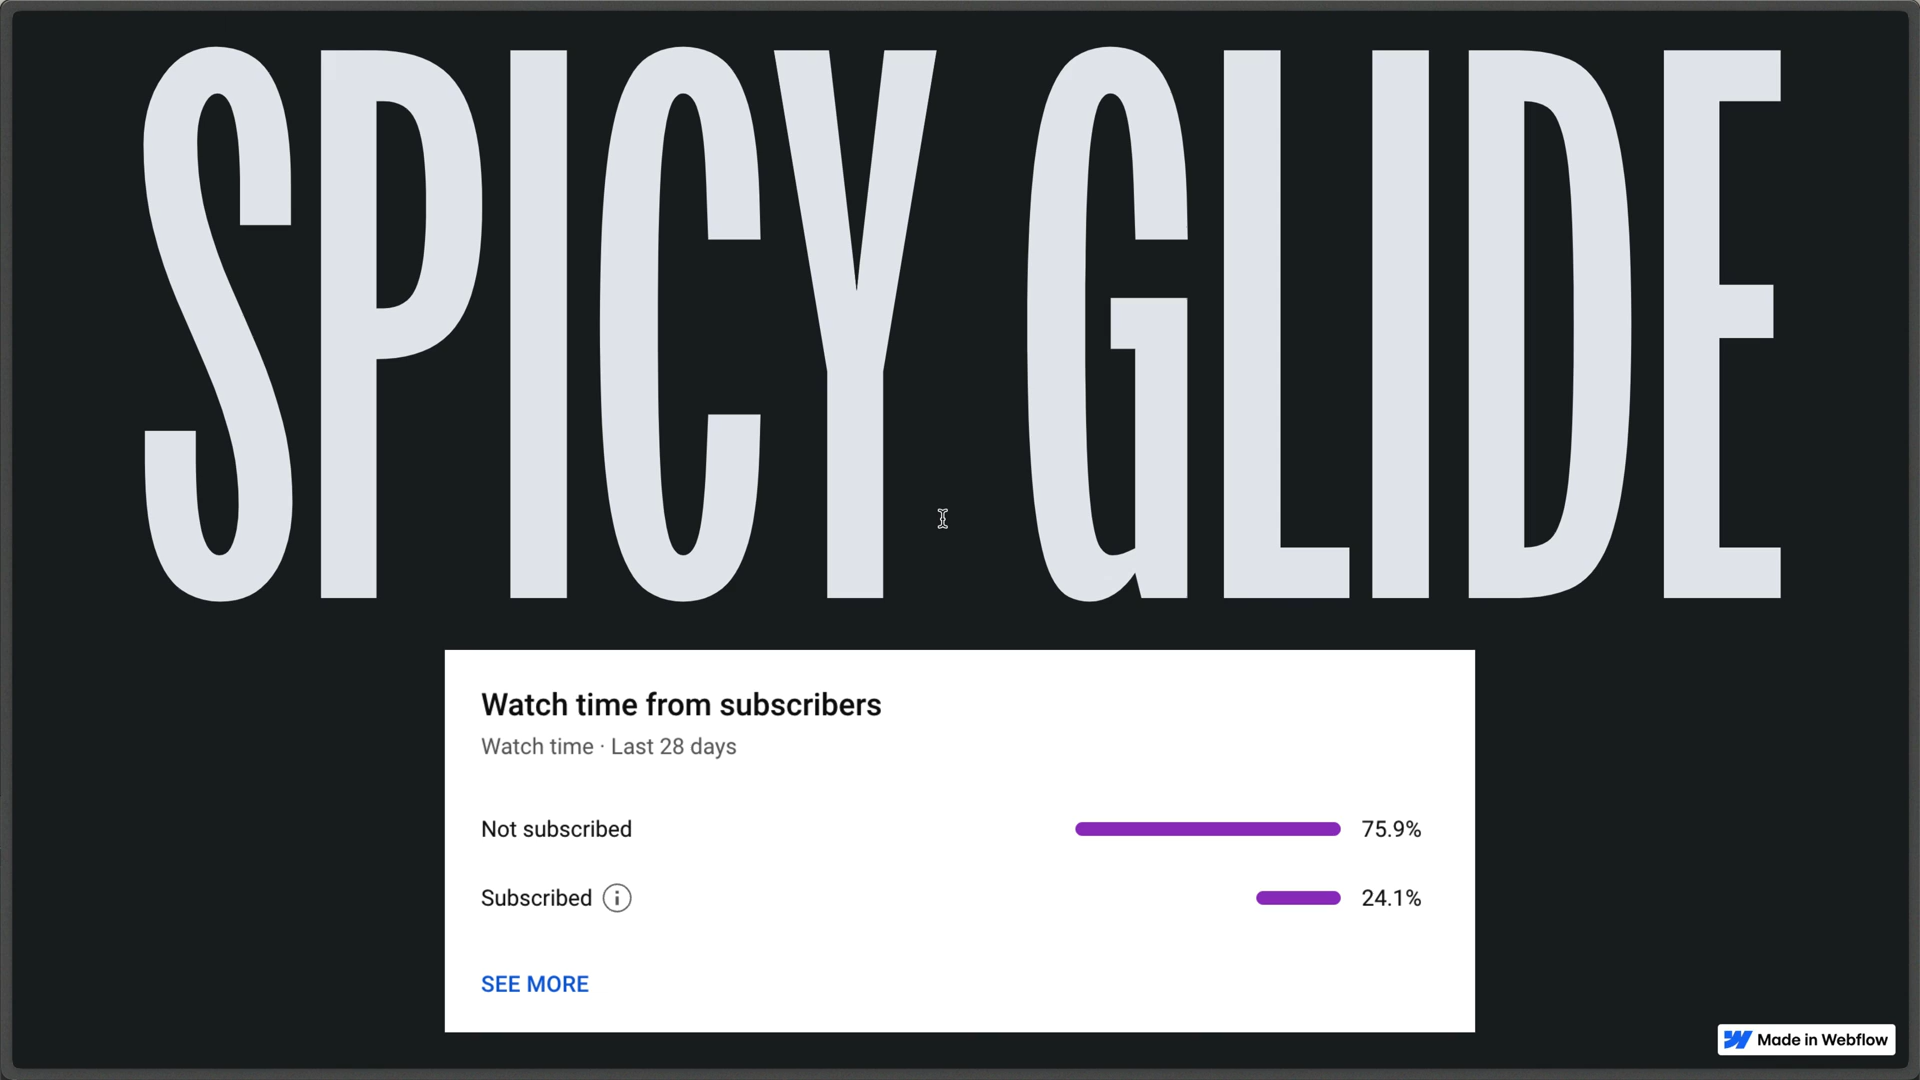 SPICY GLIDE
Watch time from subscribers
Watch time · Last 28 days
Not subscribed 75.9%
Subscribed 24.1%
SEE MORE
Made in Webflow